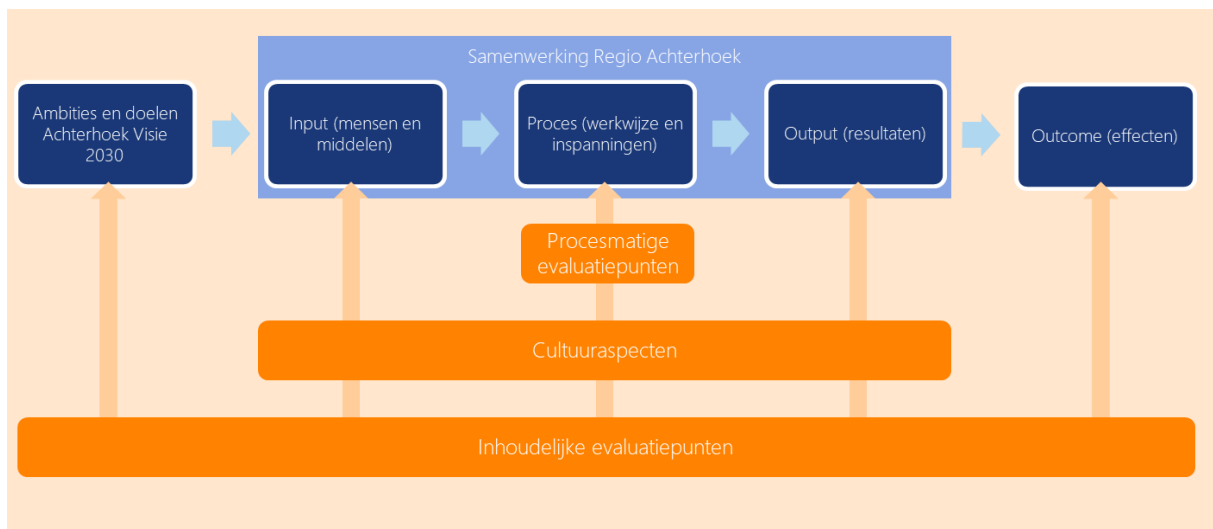 Samenwerking Regio Achterhoek
Ambities en doelen
Achterhoek Visie
2030
Input (mensen en
middelen)
Proces (werkwijze en
inspanningen)
Output (resultaten)
Outcome (effecten)
Procesmatige
evaluatiepunten
Cultuuraspecten
Inhoudelijke evaluatiepunten